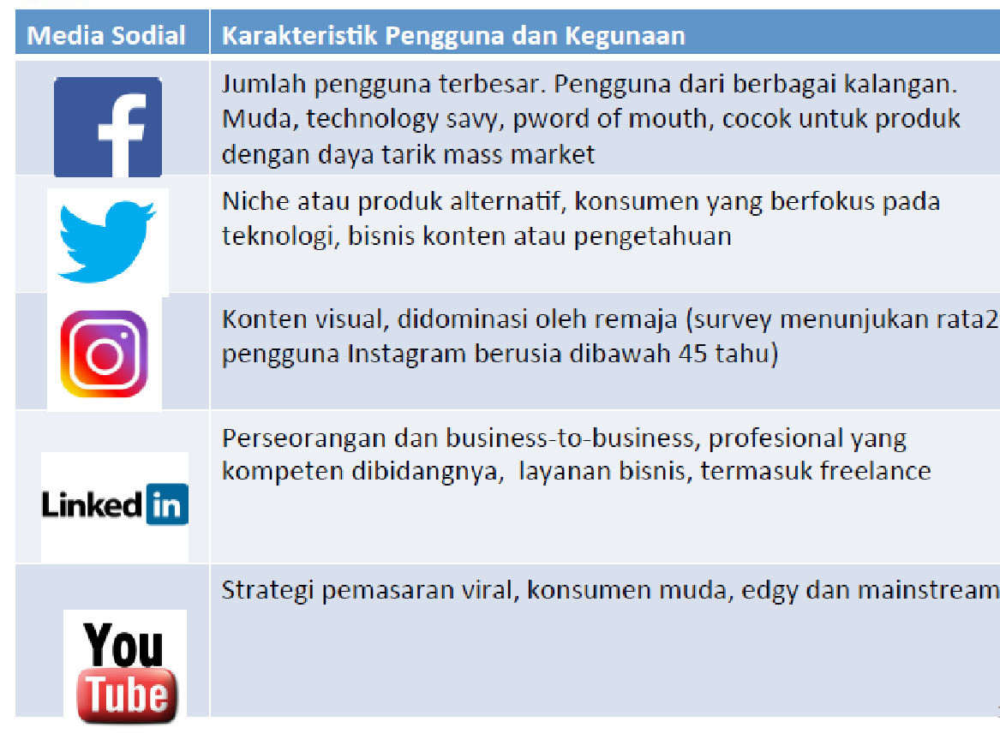 Media Sodial
Karakteristik Pengguna dan Kegunaan
f
Jumlah pengguna terbesar. Pengguna dari berbagai kalangan.
Muda, technology savy, pword of mouth, cocok untuk produk
dengan daya tarik mass market
Niche atau produk alternatif, konsumen yang berfokus pada
teknologi, bisnis konten atau pengetahuan
Konten visual, didominasi oleh remaja (survey menunjukan rata2
pengguna Instagram berusia dibawah 45 tahu)
Linked in
Perseorangan dan business-to-business, profesional yang
kompeten dibidangnya,  layanan bisnis, termasuk freelance
You
Tube
Strategi pemasaran viral, konsumen muda, edgy dan mainstream